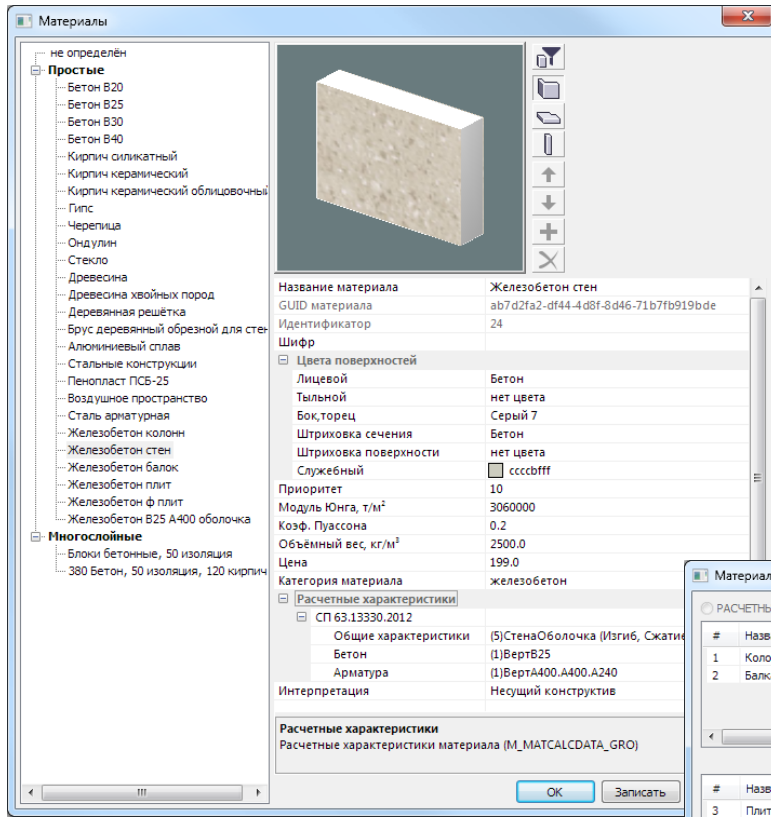 Материалы
не определён
Простые
Бетон В20
Бетон В25
Бетон В30
Бетон В40
Кирпич силикатный
Кирпич керамический
Кирпич керамический облицовочный
Гипс
Черепица
Ондулин
Стекло
Древесина
Древесина хвойных пород
Деревянная решётка
Брус деревянный обрезной для стен
Алюминиевый сплав
Стальные конструкции
Пенопласт ПСБ-25
Воздушное пространство
Сталь арматурная
Железобетон колонн
Железобетон стен
Железобетон балок
Железобетон плит
Железобетон ф плит
Железобетон В25 А400 оболочка
Многослойные
Блоки бетонные, 50 изоляция
380 Бетон, 50 изоляция, 120 кирпич
Название материала Железобетон стен
GUID материала ab7d2fa2-df44-4d8f-8d46-71b7fb919bde
Идентификатор 24
Шифр
Цвета поверхностей
Лицевой Бетон
Тыльной нет цвета
Бок,торец Серый 7
Штриховка сечения Бетон
Штриховка поверхности нет цвета
Служебный ccccbfff
Приоритет 10
Модуль Юнга, т/м² 3060000
Коэф. Пуассона 0.2
Объёмный вес, кг/м³ 2500.0
Цена 199.0
Категория материала железобетон
Расчетные характеристики
СП 63.13330.2012
Общие характеристики (5)СтенаОболочка (Изгиб, Сжатие
Бетон (1)ВертВ25
Арматура (1)ВертА400.А400.А240
Интерпретация Несущий конструктив
Расчетные характеристики
Расчетные характеристики материала (M_MATCALCDATA_GRO)
ОК Записать
Материал
РАСЧЕТНЫ
# Назв
1 Коло
2 Балк
# Назв
3 Плит